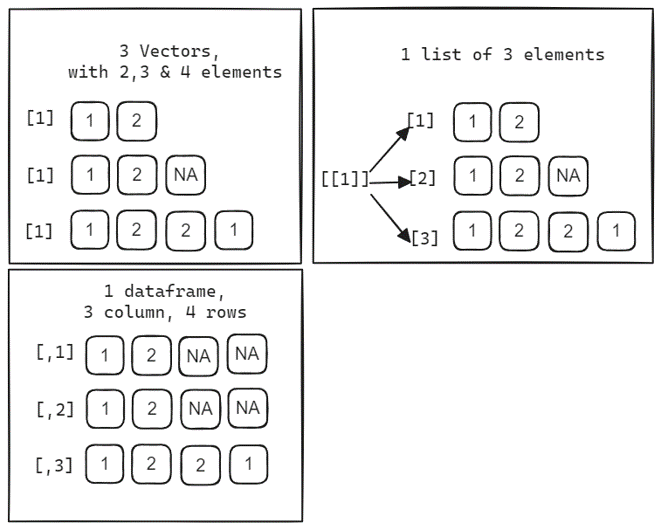 3 Vectors,
with 2,3 & 4 elements
[1] 1 2
[1] 1 2 NA
[1] 1 2 2 1
1 list of 3 elements
[[1]]
[1] 1 2
[2] 1 2 NA
[3] 1 2 2 1
1 dataframe,
3 column, 4 rows
[,1] 1 2 NA NA
[,2] 1 2 NA NA
[,3] 1 2 2 1